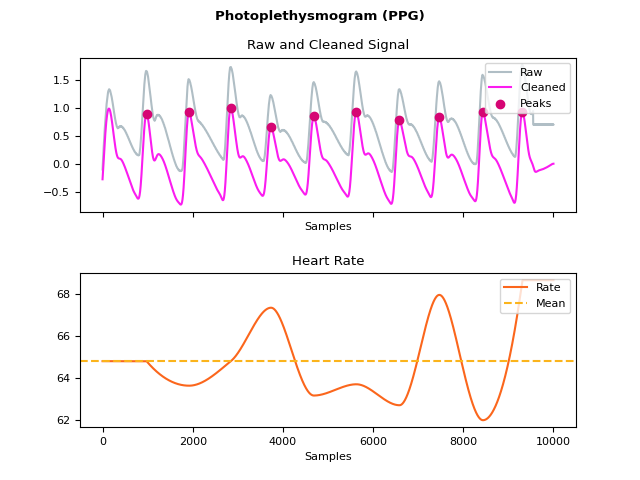 Photoplethysmogram (PPG)
Raw and Cleaned Signal
1.5
1.0
0.5
0.0
−0.5
Raw
Cleaned
Peaks
Samples
Heart Rate
68
66
64
62
Rate
Mean
0 2000 4000 6000 8000 10000
Samples